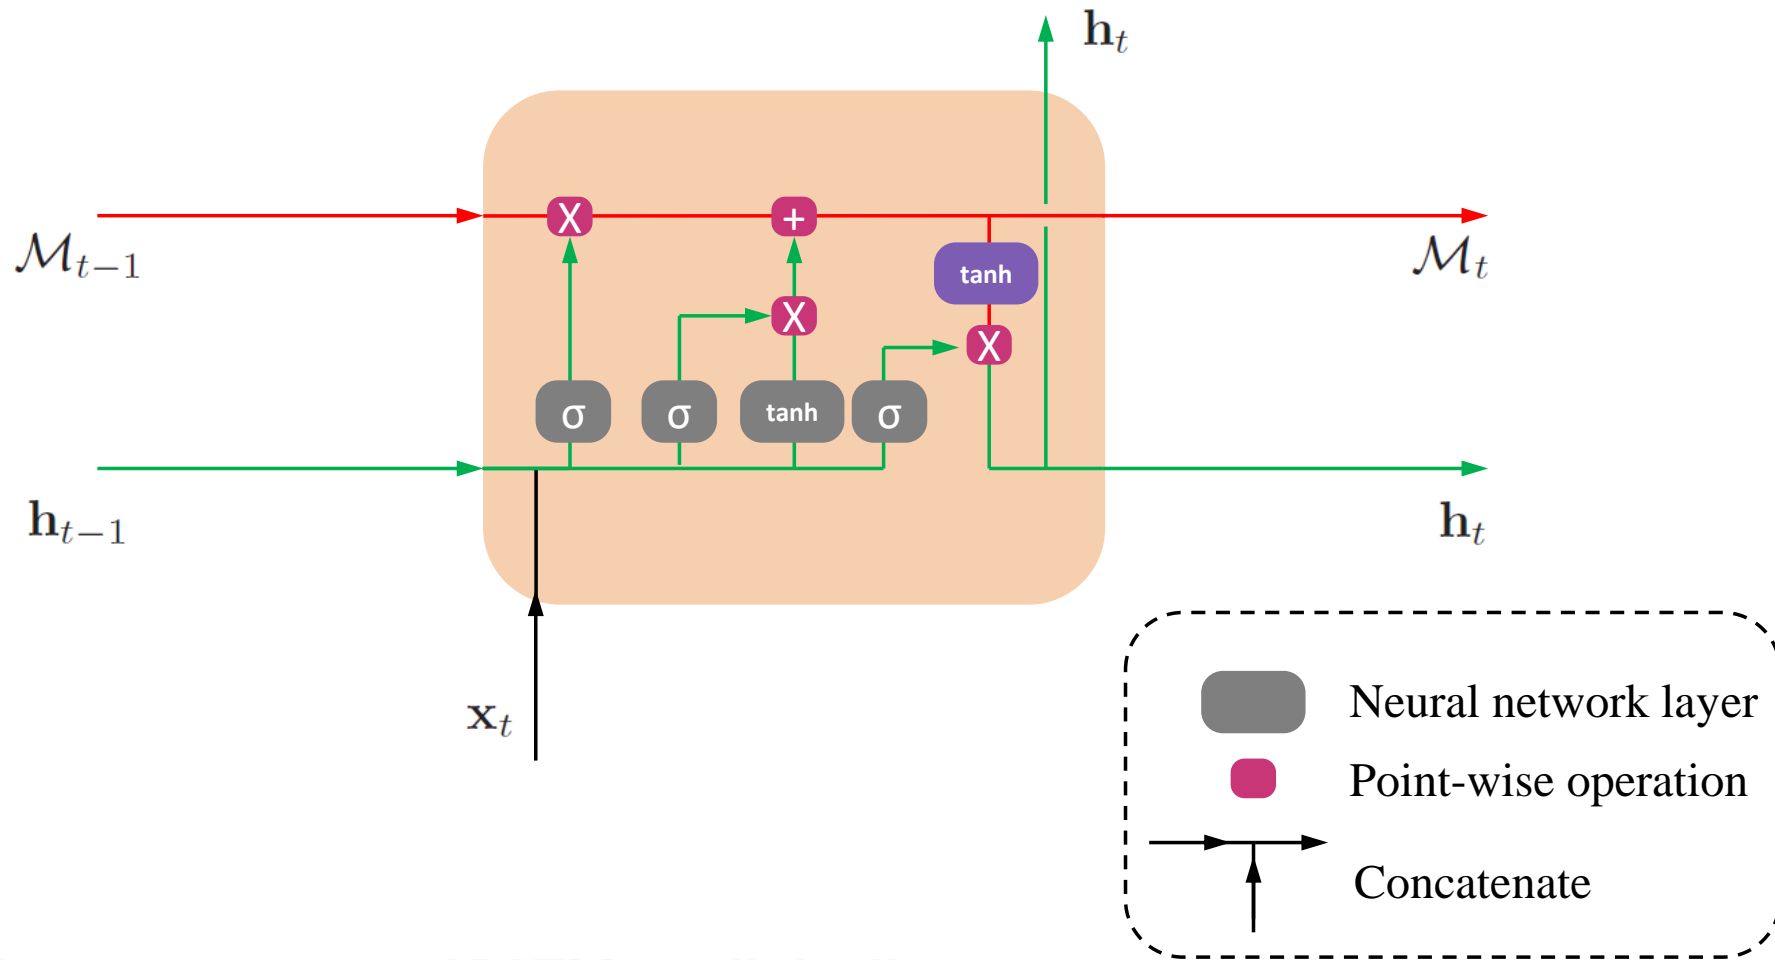 h_t
X
+
M_{t-1}
M_t
tanh
X
X
σ
σ
tanh
σ
h_{t-1}
h_t
x_t
Neural network layer
Point-wise operation
Concatenate